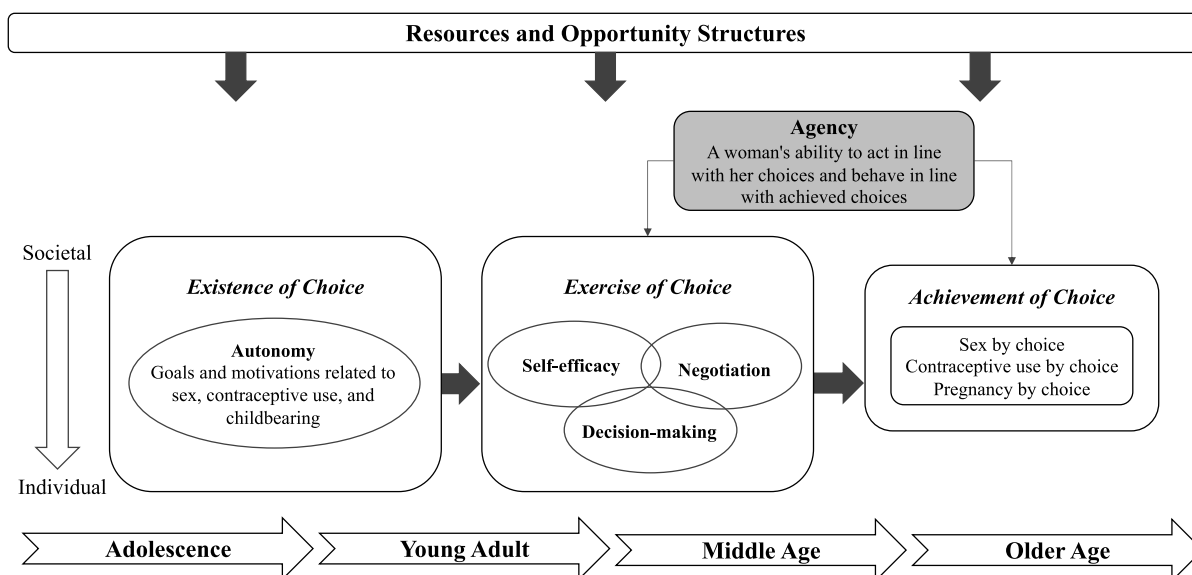 Resources and Opportunity Structures
Agency
A woman's ability to act in line
with her choices and behave in line
with achieved choices
Societal
Individual
Existence of Choice
Autonomy
Goals and motivations related to
sex, contraceptive use, and
childbearing
Exercise of Choice
Self-efficacy
Negotiation
Decision-making
Achievement of Choice
Sex by choice
Contraceptive use by choice
Pregnancy by choice
Adolescence
Young Adult
Middle Age
Older Age